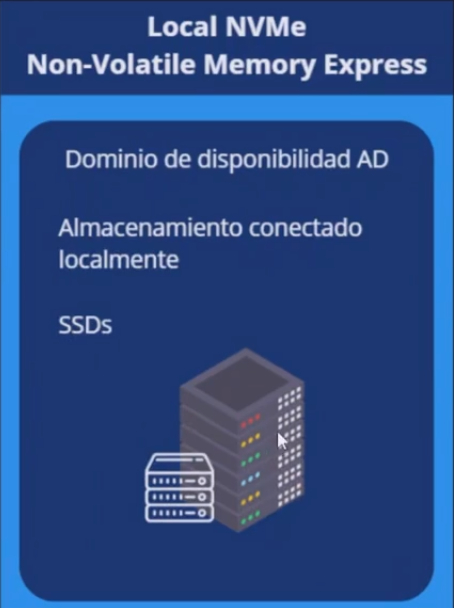 Local NVMe
Non-Volatile Memory Express
Dominio de disponibilidad AD
Almacenamiento conectado
localmente
SSDs